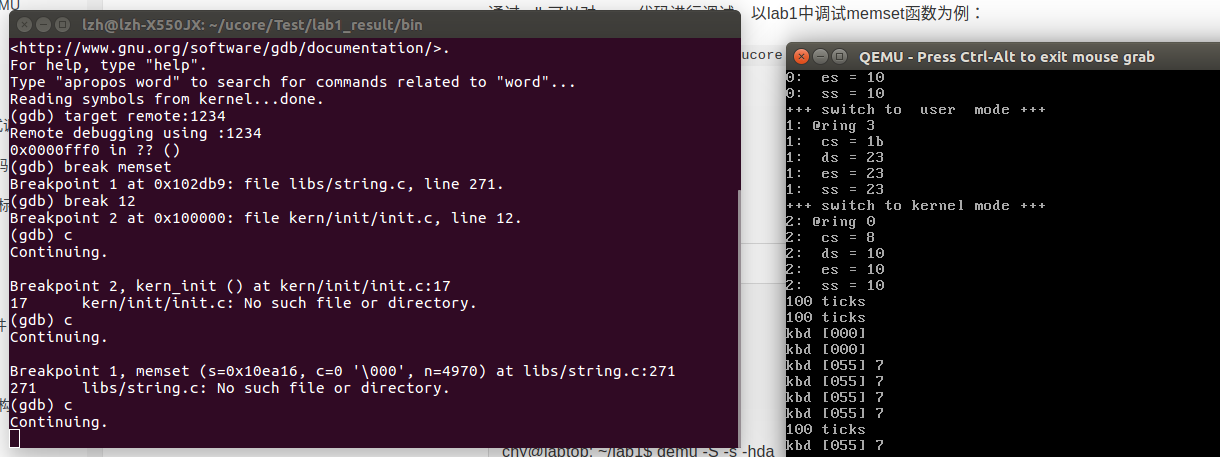 lzh@lzh-X550JX: ~/ucore/Test/lab1_result/bin
<http://www.gnu.org/software/gdb/documentation/>.
For help, type "help".
Type "apropos word" to search for commands related to "word"...
Reading symbols from kernel...done.
(gdb) target remote:1234
Remote debugging using :1234
0x0000fff0 in ?? ()
(gdb) break memset
Breakpoint 1 at 0x102db9: file libs/string.c, line 271.
(gdb) break 12
Breakpoint 2 at 0x100000: file kern/init/init.c, line 12.
(gdb) c
Continuing.
Breakpoint 2, kern_init () at kern/init/init.c:17
17 kern/init/init.c: No such file or directory.
(gdb) c
Continuing.
Breakpoint 1, memset (s=0x10ea16, c=0 '\000', n=4970) at libs/string.c:271
271 libs/string.c: No such file or directory.
(gdb) c
Continuing.
以lab1中调试memset函数为例：
ucore
QEMU - Press Ctrl-Alt to exit mouse grab
0: es = 10
0: ss = 10
+++ switch to user mode +++
1: @ring 3
1: cs = 1b
1: ds = 23
1: es = 23
1: ss = 23
+++ switch to kernel mode +++
2: @ring 0
2: cs = 8
2: ds = 10
2: es = 10
2: ss = 10
100 ticks
100 ticks
kbd [000]
kbd [000]
kbd [055] 7
kbd [055] 7
kbd [055] 7
kbd [055] 7
100 ticks
kbd [055] 7
chy@laptop: ~/lab1$ qemu -S -s -hda